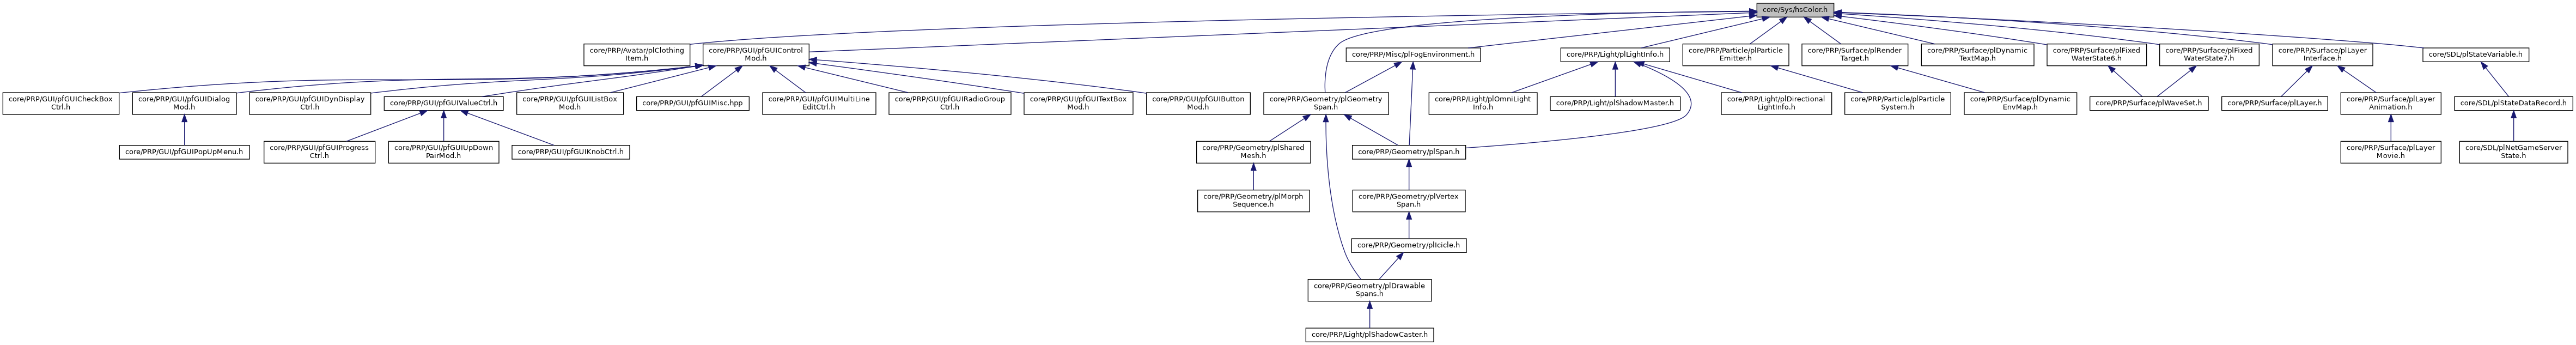 core/Sys/hsColor.h
core/PRP/Avatar/plClothing
Item.h
core/PRP/GUI/pfGUIControl
Mod.h
core/PRP/Misc/plFogEnvironment.h
core/PRP/Light/plLightInfo.h
core/PRP/Particle/plParticle
Emitter.h
core/PRP/Surface/plRender
Target.h
core/PRP/Surface/plDynamic
TextMap.h
core/PRP/Surface/plFixed
WaterState6.h
core/PRP/Surface/plFixed
WaterState7.h
core/PRP/Surface/plLayer
Interface.h
core/SDL/plStateVariable.h
core/PRP/GUI/pfGUICheckBox
Ctrl.h
core/PRP/GUI/pfGUIDialog
Mod.h
core/PRP/GUI/pfGUIDynDisplay
Ctrl.h
core/PRP/GUI/pfGUIValueCtrl.h
core/PRP/GUI/pfGUIListBox
Mod.h
core/PRP/GUI/pfGUIMisc.hpp
core/PRP/GUI/pfGUIMultiLine
EditCtrl.h
core/PRP/GUI/pfGUIRadioGroup
Ctrl.h
core/PRP/GUI/pfGUITextBox
Mod.h
core/PRP/GUI/pfGUIButton
Mod.h
core/PRP/Geometry/plGeometry
Span.h
core/PRP/Light/plOmniLight
Info.h
core/PRP/Light/plShadowMaster.h
core/PRP/Light/plDirectional
LightInfo.h
core/PRP/Particle/plParticle
System.h
core/PRP/Surface/plDynamic
EnvMap.h
core/PRP/Surface/plWaveSet.h
core/PRP/Surface/plLayer.h
core/PRP/Surface/plLayer
Animation.h
core/SDL/plStateDataRecord.h
core/PRP/GUI/pfGUIPopUpMenu.h
core/PRP/GUI/pfGUIProgress
Ctrl.h
core/PRP/GUI/pfGUIUpDown
PairMod.h
core/PRP/GUI/pfGUIKnobCtrl.h
core/PRP/Geometry/plShared
Mesh.h
core/PRP/Geometry/plSpan.h
core/PRP/Surface/plLayer
Movie.h
core/SDL/plNetGameServer
State.h
core/PRP/Geometry/plMorph
Sequence.h
core/PRP/Geometry/plVertex
Span.h
core/PRP/Geometry/plIcicle.h
core/PRP/Geometry/plDrawable
Spans.h
core/PRP/Light/plShadowCaster.h